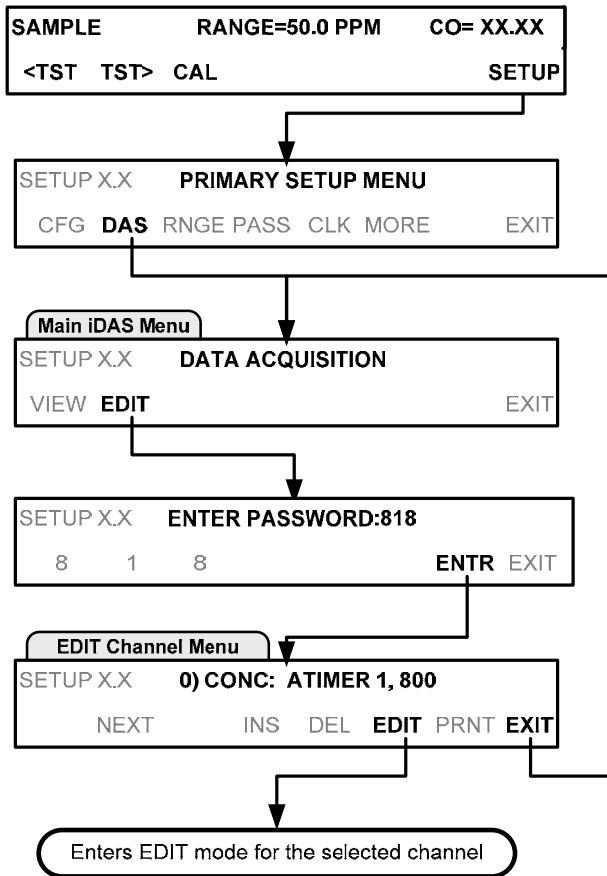 SAMPLE RANGE=50.0 PPM CO= XX.XX
<TST TST> CAL SETUP
SETUP X.X PRIMARY SETUP MENU
CFG DAS RNGE PASS CLK MORE EXIT
Main iDAS Menu
SETUP X.X DATA ACQUISITION
VIEW EDIT EXIT
SETUP X.X ENTER PASSWORD:818
8 1 8 ENTR EXIT
EDIT Channel Menu
SETUP X.X 0) CONC: ATIMER 1, 800
NEXT INS DEL EDIT PRNT EXIT
Enters EDIT mode for the selected channel